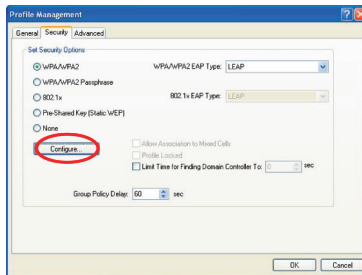 Profile Management
General Security Advanced
Set Security Options
WPA/WPA2 WPA/WPA2 EAP Type: LEAP
WPA/WPA2 Passphrase
802.1x 802.1x EAP Type: LEAP
Pre-Shared Key (Static WEP)
None
Configure... Allow Association to Mixed Cells
Profile Locked
Limit Time for Finding Domain Controller To: 0 sec
Group Policy Delay: 60 sec
OK Cancel